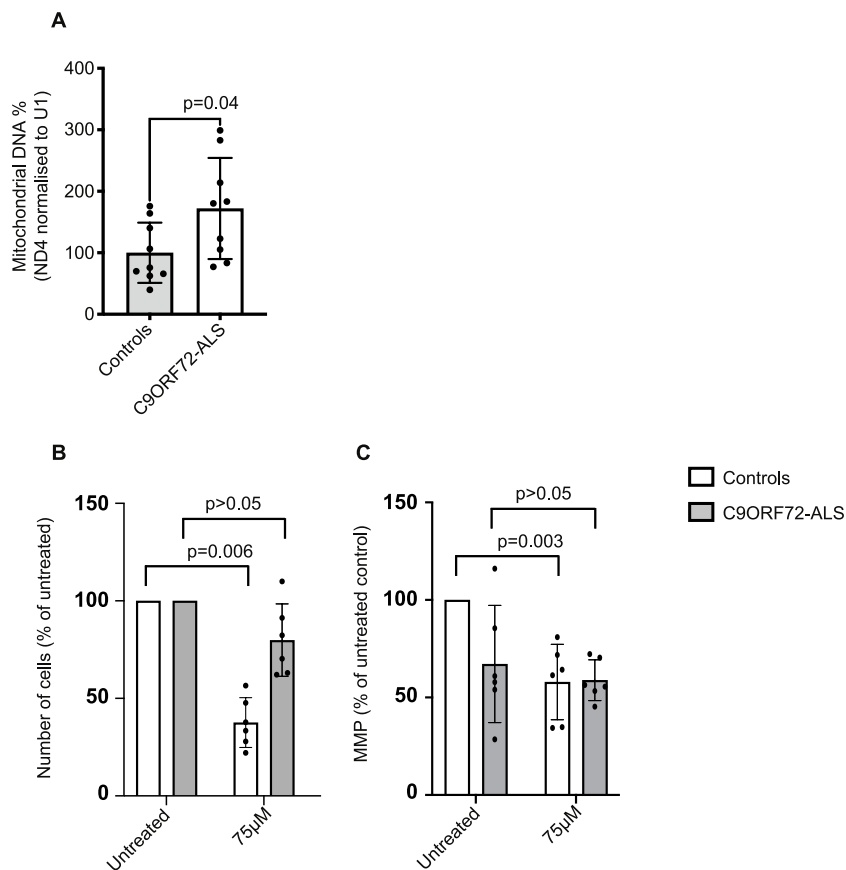 A
Mitochondrial DNA %
(ND4 normalised to U1)
400
300
200
100
0
p=0.04
Controls
C9ORF72-ALS
B
Number of cells (% of untreated)
150
100
50
0
p>0.05
p=0.006
Untreated
75µM
C
MMP (% of untreated control)
150
100
50
0
p>0.05
p=0.003
Untreated
75µM
Controls
C9ORF72-ALS